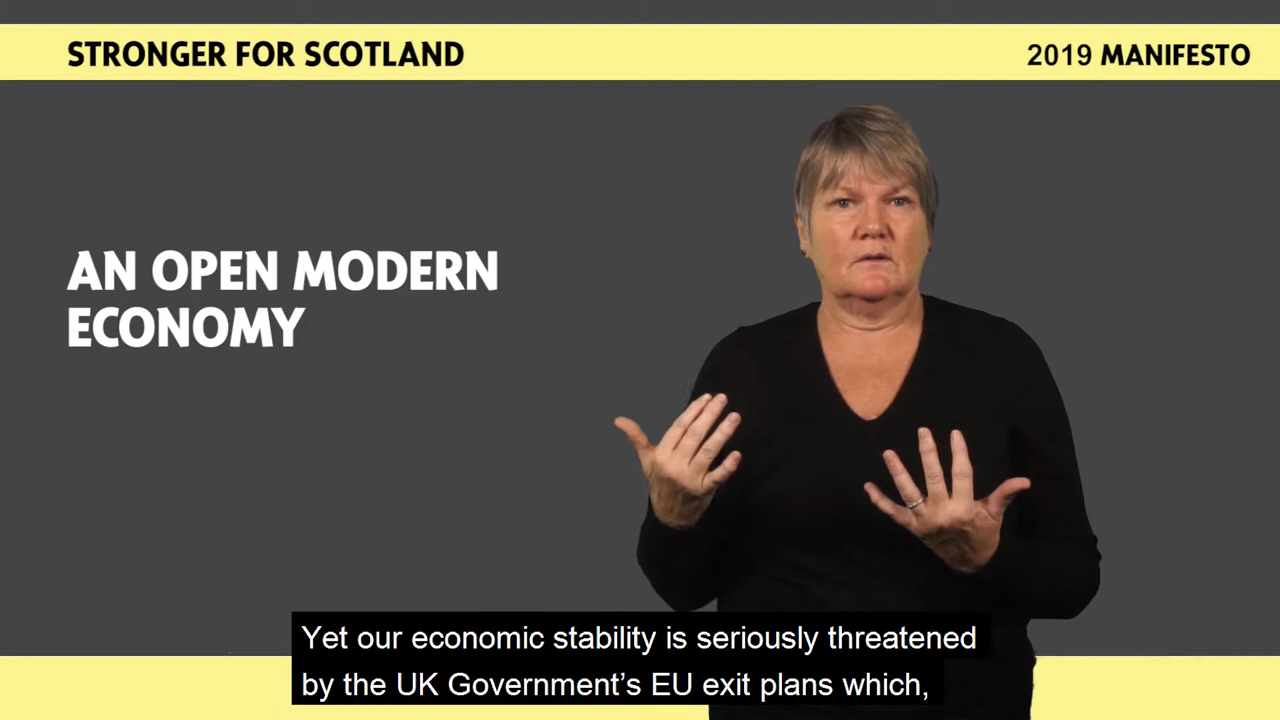 STRONGER FOR SCOTLAND
2019 MANIFESTO
AN OPEN MODERN
ECONOMY
Yet our economic stability is seriously threatened
by the UK Government’s EU exit plans which,